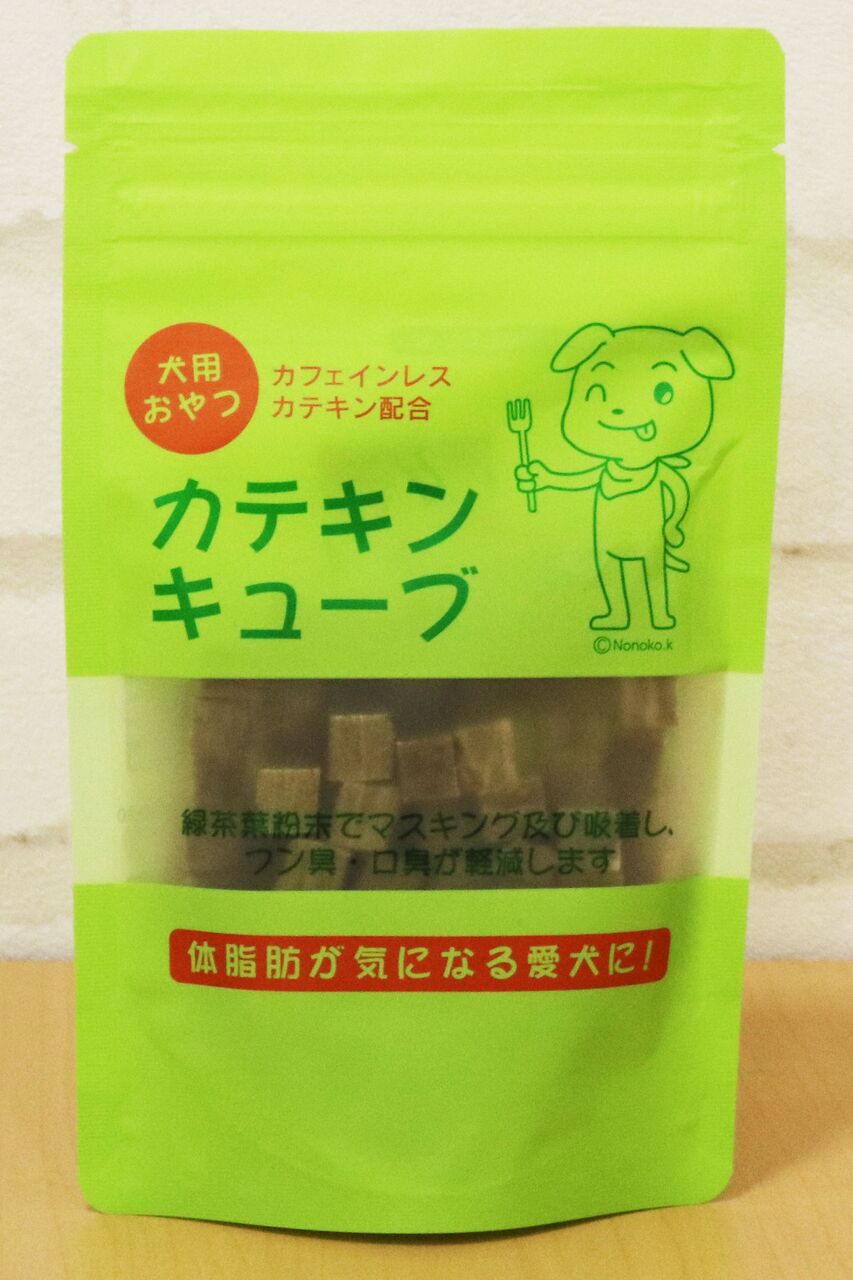 犬用
おやつ
カフェインレス
カテキン配合
カテキン
キューブ
©Nonoko.k
緑茶葉粉末でマスキング及び吸着し、
フン臭・口臭が軽減します
体脂肪が気になる愛犬に!